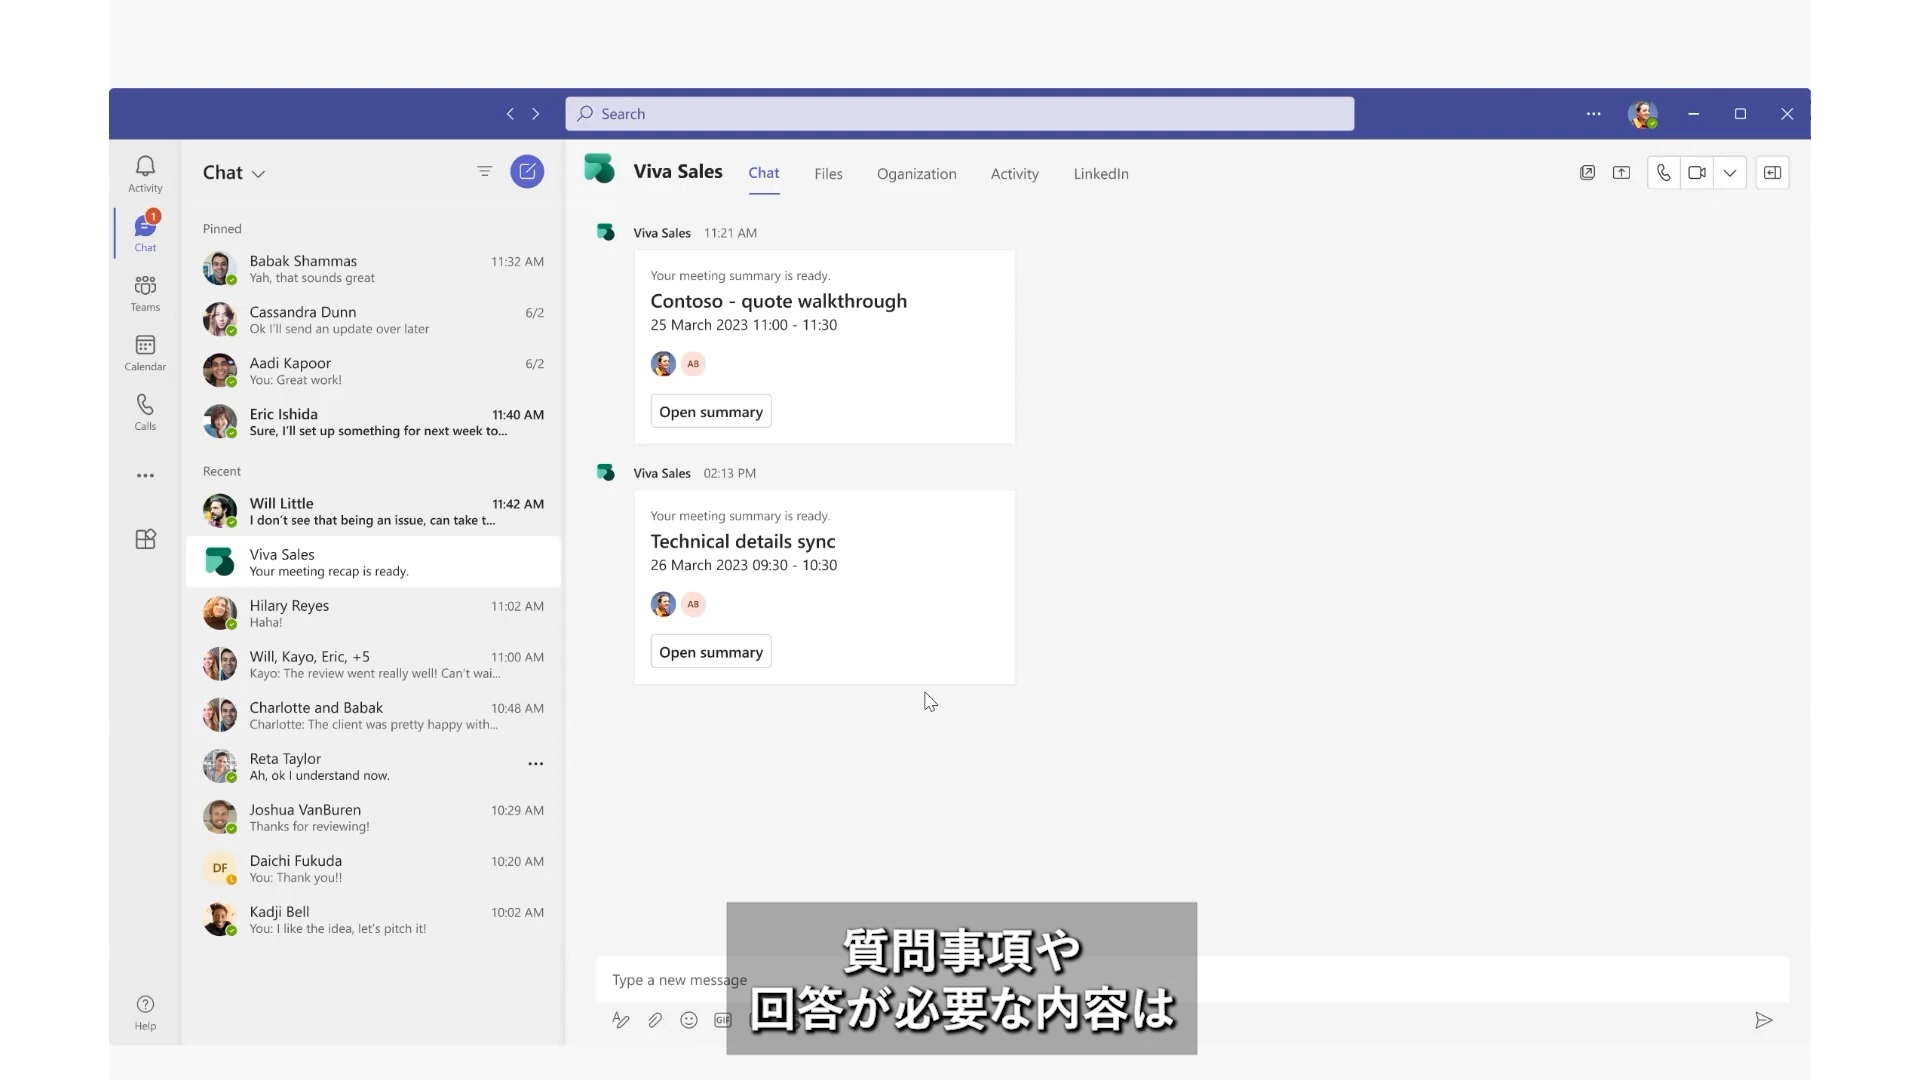 Search
Activity
1
Chat
Teams
Calendar
Calls
Help
Chat
Pinned
Babak Shammas 11:32 AM
Yah, that sounds great
Cassandra Dunn 6/2
Ok I'll send an update over later
Aadi Kapoor 6/2
You: Great work!
Eric Ishida 11:40 AM
Sure, I'll set up something for next week to...
Recent
Will Little 11:42 AM
I don't see that being an issue, can take t...
Viva Sales
Your meeting recap is ready.
Hilary Reyes 11:02 AM
Haha!
Will, Kayo, Eric, +5 11:00 AM
Kayo: The review went really well! Can't wai...
Charlotte and Babak 10:48 AM
Charlotte: The client was pretty happy with...
Reta Taylor
Ah, ok I understand now.
Joshua VanBuren 10:29 AM
Thanks for reviewing!
DF
Daichi Fukuda 10:20 AM
You: Thank you!!
Kadji Bell 10:02 AM
You: I like the idea, let's pitch it!
Viva Sales Chat Files Oganization Activity LinkedIn
Viva Sales 11:21 AM
Your meeting summary is ready.
Contoso - quote walkthrough
25 March 2023 11:00 - 11:30
AB
Open summary
Viva Sales 02:13 PM
Your meeting summary is ready.
Technical details sync
26 March 2023 09:30 - 10:30
AB
Open summary
Type a new message
GIF
質問事項や
回答が必要な内容は